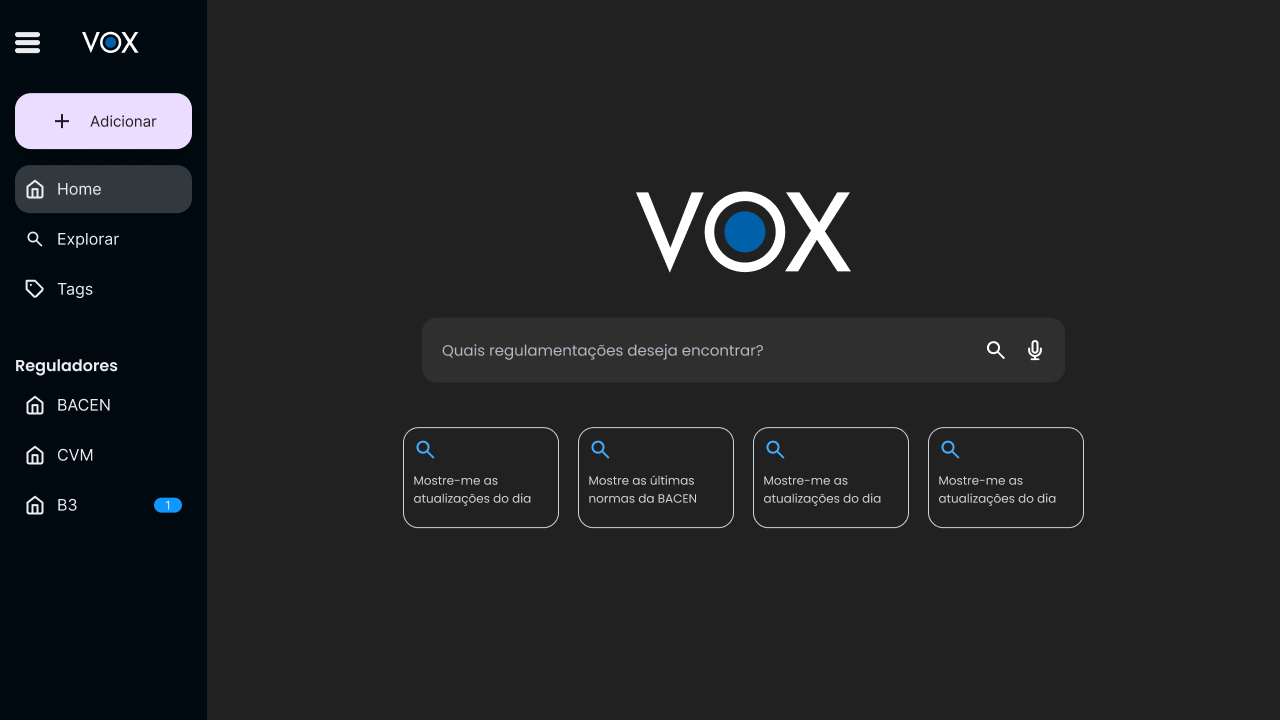 VOX
Adicionar
Home
Explorar
Tags
Reguladores
BACEN
CVM
B3
1
VOX
Quais regulamentações deseja encontrar?
Mostre-me as
atualizações do dia
Mostre as últimas
normas da BACEN
Mostre-me as
atualizações do dia
Mostre-me as
atualizações do dia